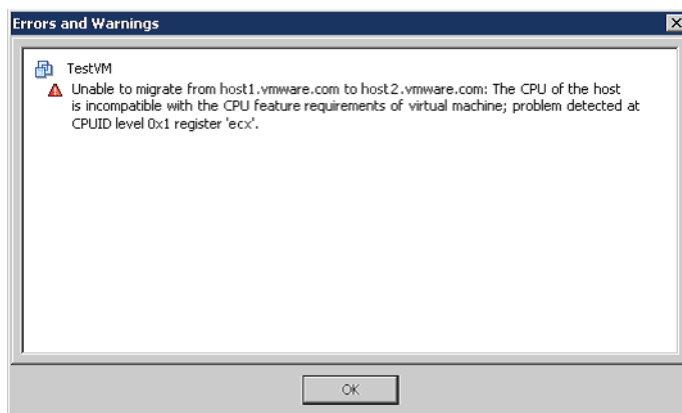 Errors and Warnings
TestVM
Unable to migrate from host1.vmware.com to host2.vmware.com: The CPU of the host
is incompatible with the CPU feature requirements of virtual machine; problem detected at
CPUID level 0x1 register 'ecx'.
OK